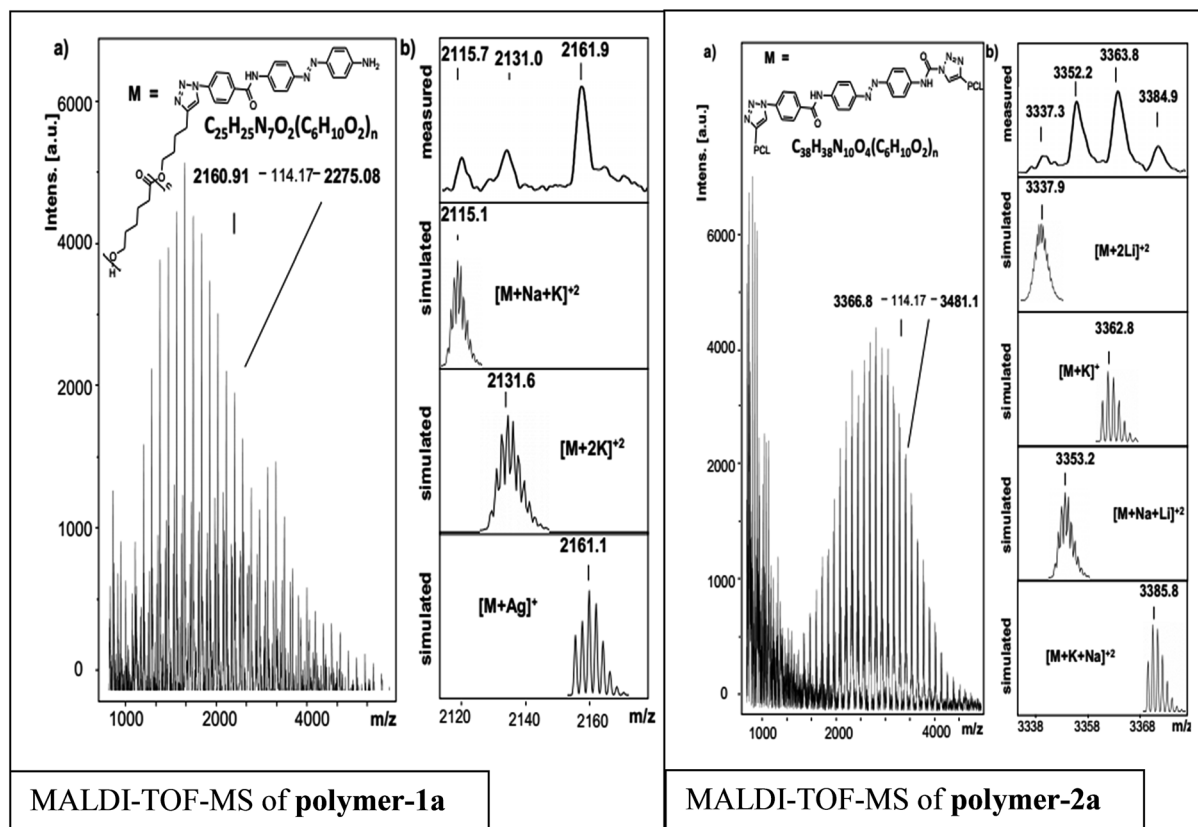 a)
M =
N=N
N
NH
O
N
N
NH₂
C₂₅H₂₅N₇O₂(C₆H₁₀O₂)n
O
O
n
O
H
2160.91 - 114.17 - 2275.08
Intens. [a.u.]
6000
4000
2000
1000
0
1000 2000 4000 m/z
b)
2115.7 2131.0 2161.9
measured
2115.1
simulated
[M+Na+K]⁺²
2131.6
simulated
[M+2K]⁺²
2161.1
simulated
[M+Ag]⁺
2120 2140 2160 m/z
MALDI-TOF-MS of polymer-1a
a)
M =
O
N
N=N
PCL
NH
N
N
NH
O
N
N=N
PCL
C₃₈H₃₈N₁₀O₄(C₆H₁₀O₂)n
3366.8 - 114.17 - 3481.1
Intens. [a.u.]
6000
4000
2000
1000
0
1000 2000 4000 m/z
b)
3337.3 3352.2 3363.8 3384.9
measured
3337.9
simulated
[M+2Li]⁺²
3362.8
simulated
[M+K]⁺
3353.2
simulated
[M+Na+Li]⁺²
3385.8
simulated
[M+K+Na]⁺²
3338 3358 3368 m/z
MALDI-TOF-MS of polymer-2a